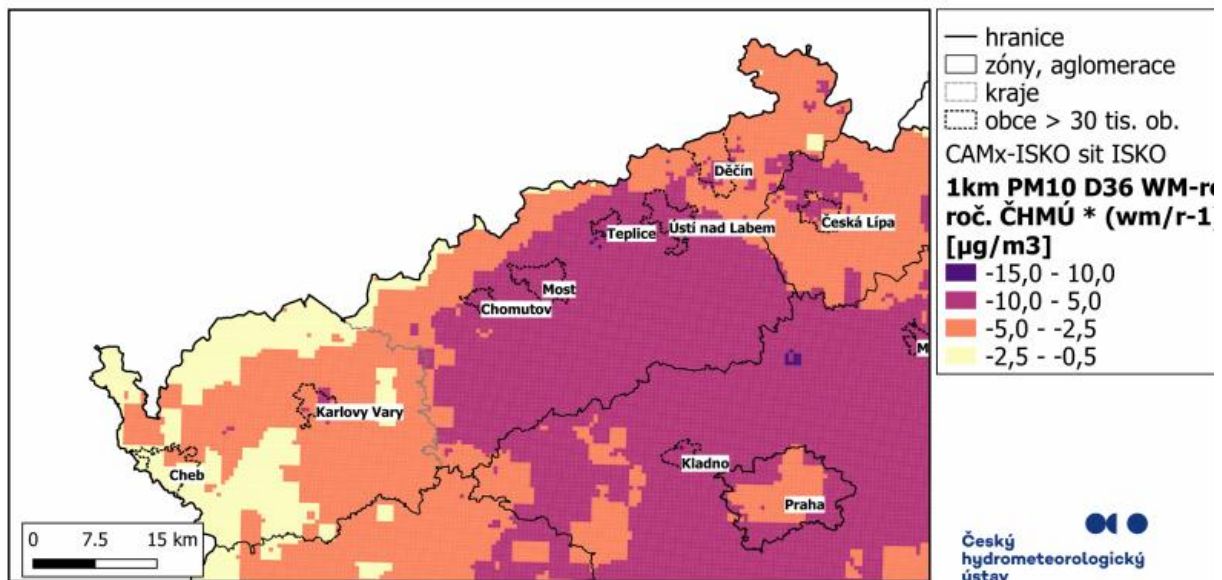 hranice
zóny, aglomerace
kraje
obce > 30 tis. ob.
CAMx-ISKO sit ISKO
1km PM10 D36 WM-re
roč. ČHMÚ * (wm/r-1)
[µg/m3]
-15,0 - 10,0
-10,0 - 5,0
-5,0 - -2,5
-2,5 - -0,5
Děčín
Česká Lípa
Teplice
Ústí nad Labem
Most
Chomutov
M
Karlovy Vary
Kladno
Cheb
Praha
0 7.5 15 km
Český
hydrometeorologický
ústav